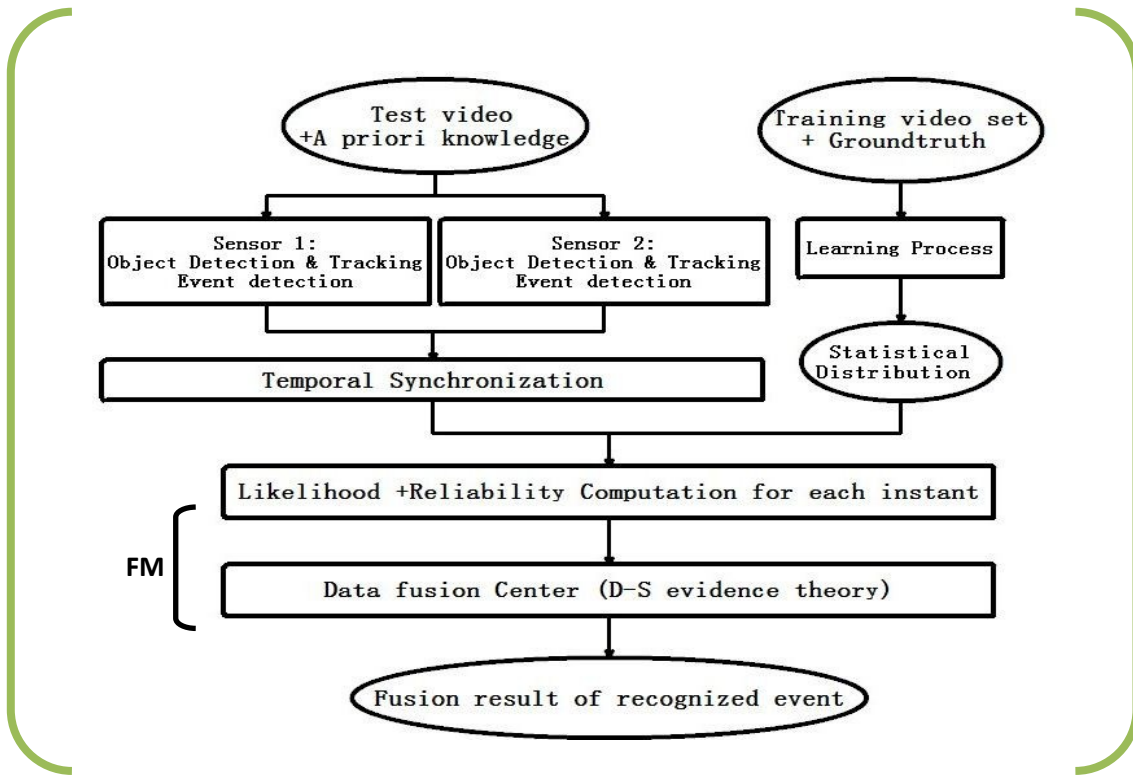 Test video
+A priori knowledge
Training video set
+ Groundtruth
Sensor 1:
Object Detection & Tracking
Event detection
Sensor 2:
Object Detection & Tracking
Event detection
Learning Process
Temporal Synchronization
Statistical
Distribution
Likelihood +Reliability Computation for each instant
FM
Data fusion Center (D-S evidence theory)
Fusion result of recognized event